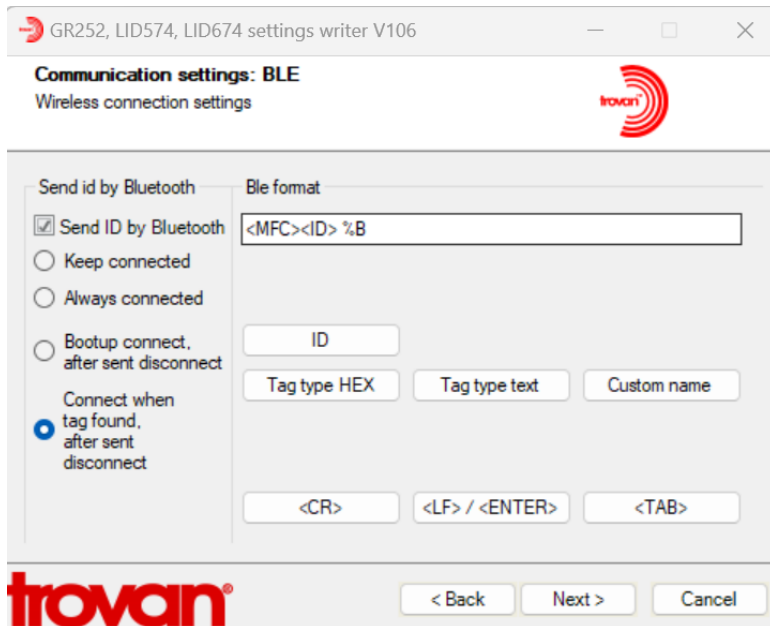 GR252, LID574, LID674 settings writer V106
Communication settings: BLE
Wireless connection settings
trovan
Send id by Bluetooth
Send ID by Bluetooth
Keep connected
Always connected
Bootup connect,
after sent disconnect
Connect when
tag found,
after sent
disconnect
Ble format
<MFC><ID> %B
ID
Tag type HEX
Tag type text
Custom name
<CR>
<LF> / <ENTER>
<TAB>
trovan®
< Back
Next >
Cancel